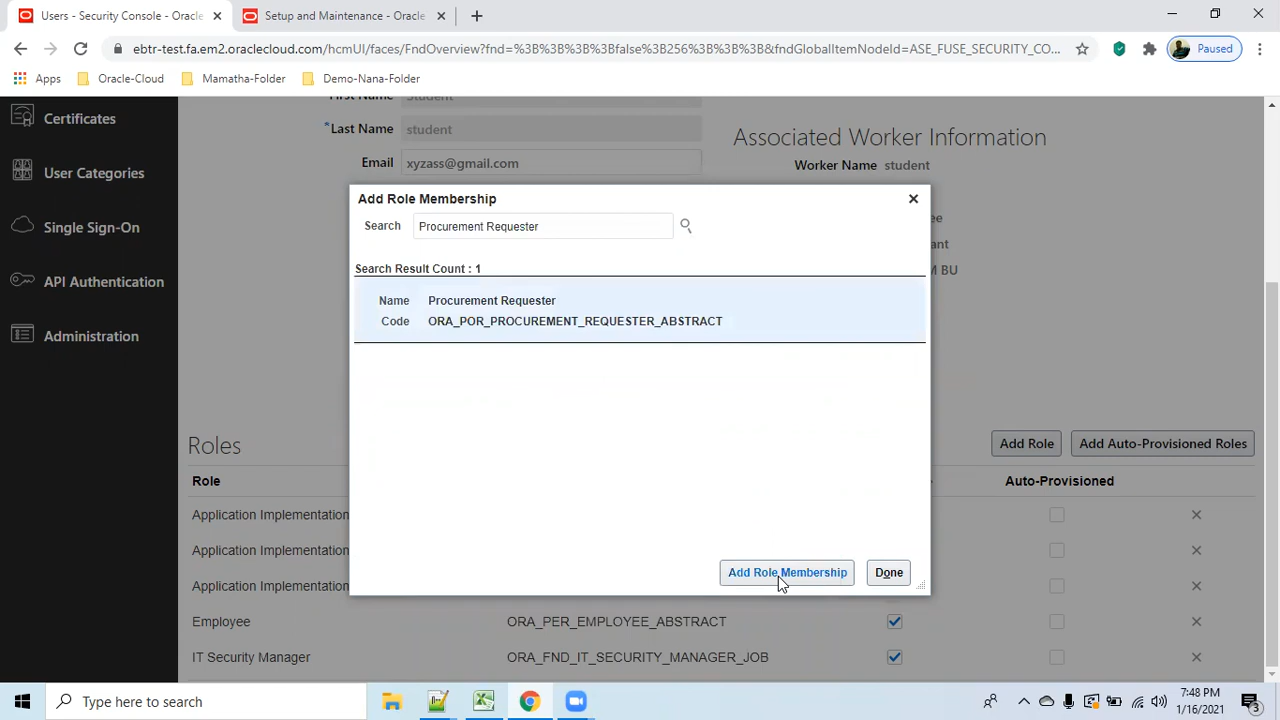 Users - Security Console - Oracle
Setup and Maintenance - Oracle
ebtr-test.fa.em2.oraclecloud.com/hcmUI/faces/FndOverview?fnd=%3B%3B%3B%3Bfalse%3B256%3B%3B%3B&fndGlobalItemNodeId=ASE_FUSE_SECURITY_CO...
Paused
Apps
Oracle-Cloud
Mamatha-Folder
Demo-Nana-Folder
Certificates
User Categories
Single Sign-On
API Authentication
Administration
Student
*Last Name student
Email xyzass@gmail.com
Associated Worker Information
Worker Name student
M BU
Add Role Membership
Search Procurement Requester
Search Result Count : 1
Name Procurement Requester
Code ORA_POR_PROCUREMENT_REQUESTER_ABSTRACT
Add Role Membership
Done
Roles
Add Role
Add Auto-Provisioned Roles
Role
Auto-Provisioned
Application Implementation
Application Implementation
Application Implementation
Employee ORA_PER_EMPLOYEE_ABSTRACT
IT Security Manager ORA_FND_IT_SECURITY_MANAGER_JOB
Type here to search
7:48 PM
1/16/2021
3